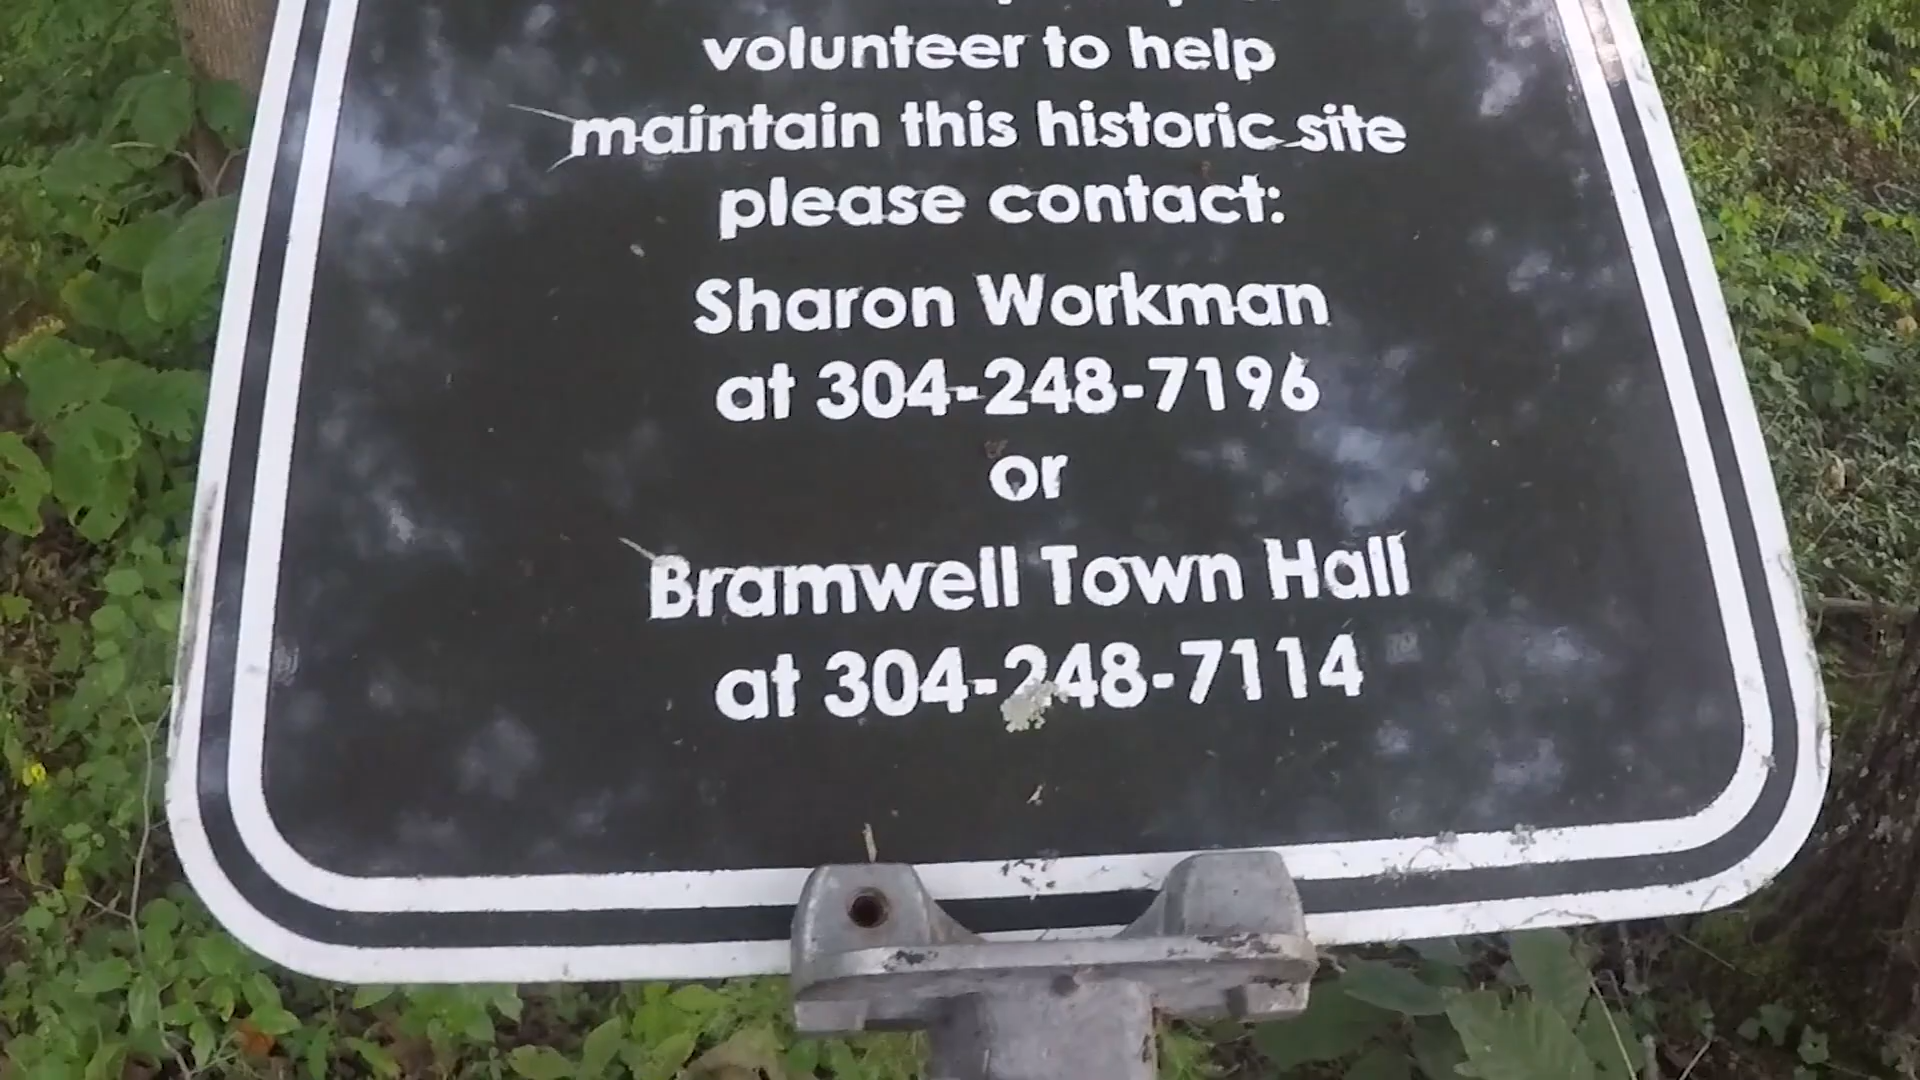 volunteer to help
maintain this historic site
please contact:
Sharon Workman
at 304-248-7196
or
Bramwell Town Hall
at 304-248-7114